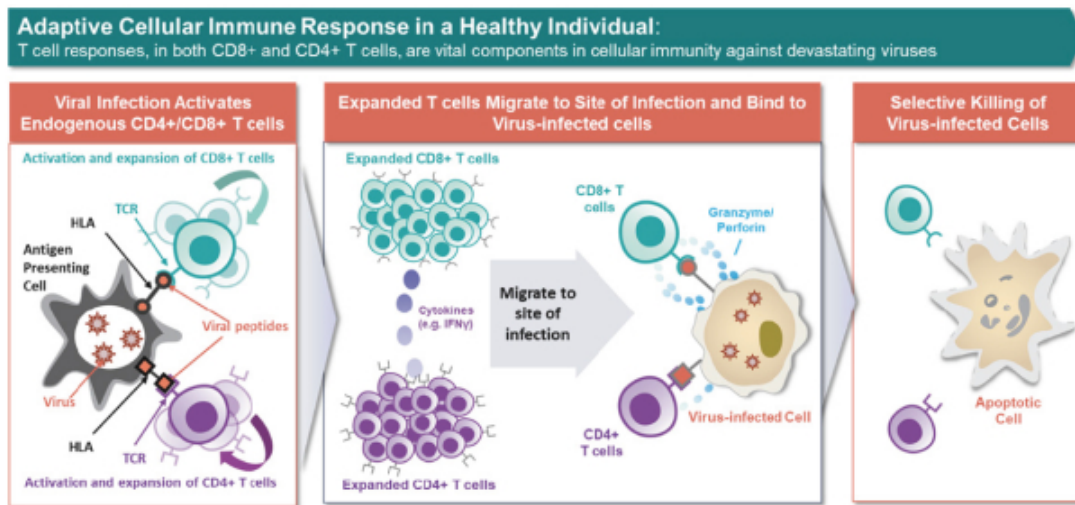 Adaptive Cellular Immune Response in a Healthy Individual:
T cell responses, in both CD8+ and CD4+ T cells, are vital components in cellular immunity against devastating viruses
Viral Infection Activates
Endogenous CD4+/CD8+ T cells
Activation and expansion of CD8+ T cells
TCR
HLA
Antigen
Presenting
Cell
Viral peptides
Virus
HLA
TCR
Activation and expansion of CD4+ T cells
Expanded T cells Migrate to Site of Infection and Bind to
Virus-infected cells
Expanded CD8+ T cells
Cytokines
(e.g. IFNγ)
Expanded CD4+ T cells
Migrate to
site of
infection
CD8+ T
cells
Granzyme/
Perforin
Virus-infected Cell
CD4+
T cells
Selective Killing of
Virus-infected Cells
Apoptotic
Cell